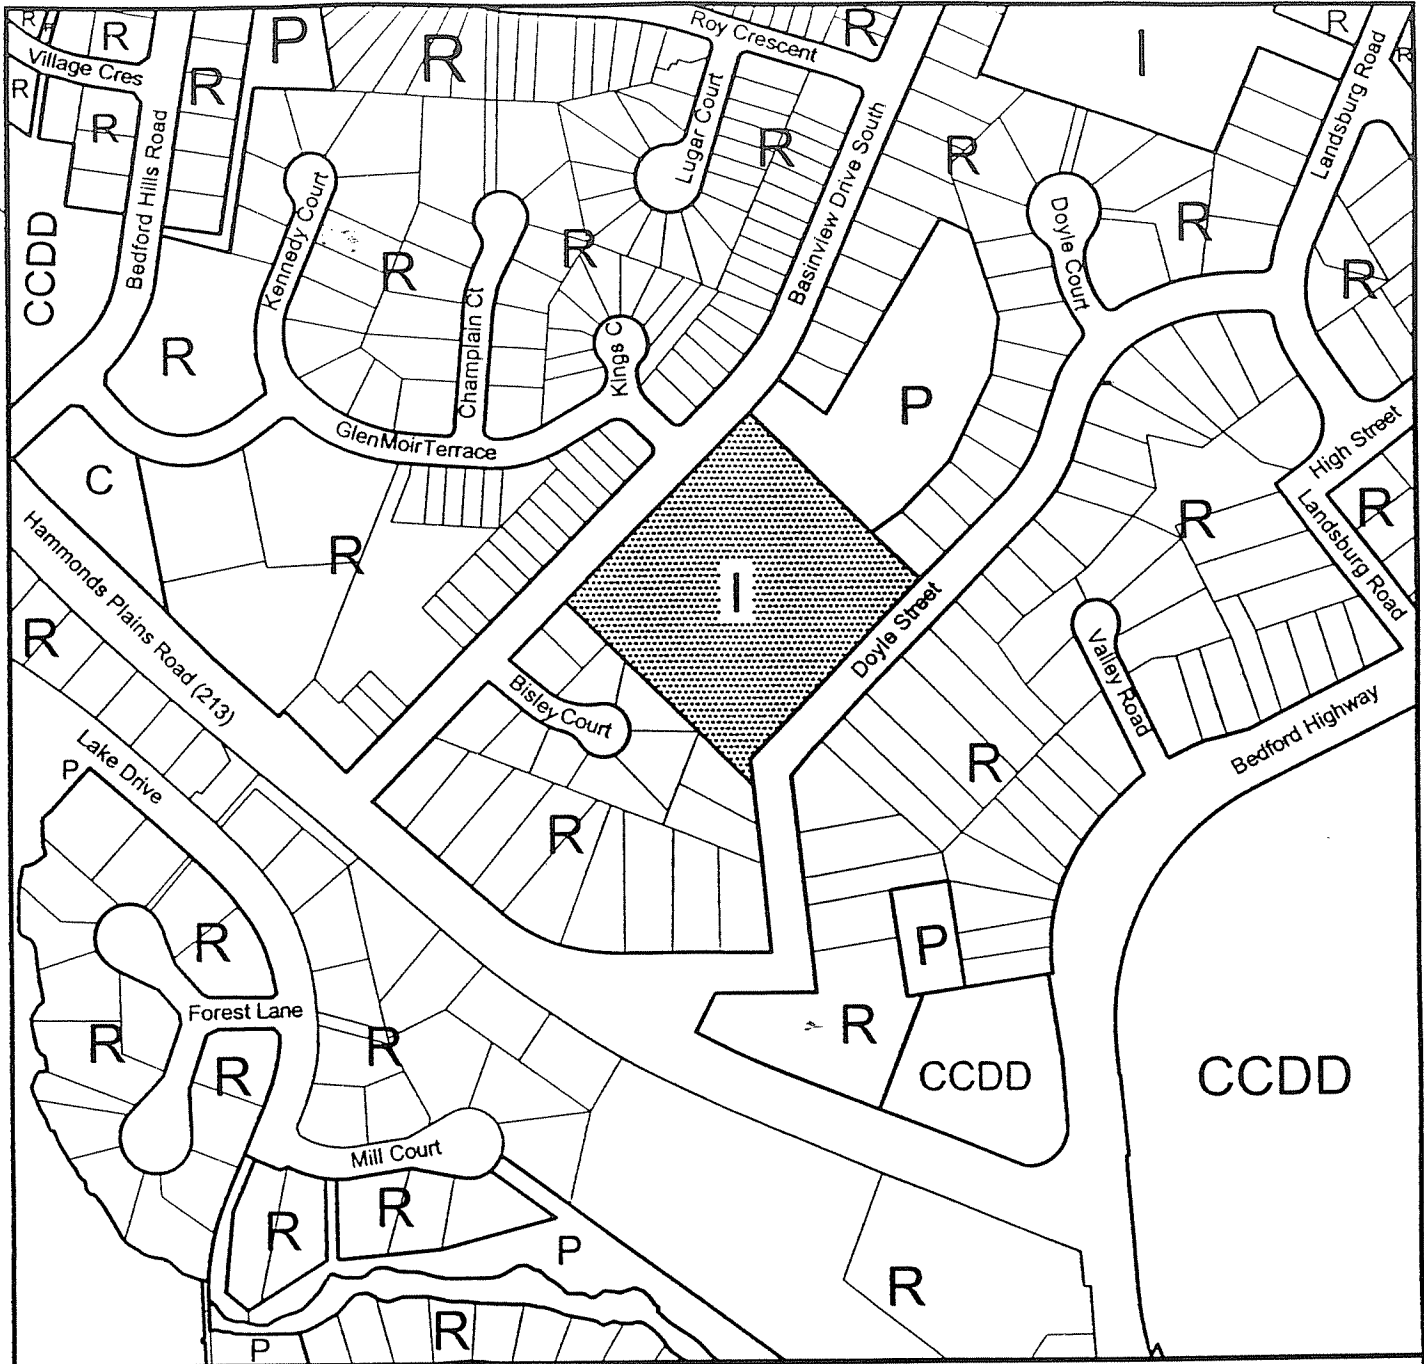 R
R
P
R
Roy Crescent
R
I
R
Landsburg Road
R
Village Cres
R
R
R
Bedford Hills Road
Lugar Court
R
Basinview Drive South
R
Kennedy Court
Doyle Court
R
CCDD
R
R
R
Champlain Ct
Kings C
R
P
GlenMoirTerrace
High Street
C
R
R
R
Landsburg Road
Hammonds Plains Road (213)
I
Doyle Street
R
Valley Road
Bisley Court
Bedford Highway
Lake Drive
P
R
R
R
P
Forest Lane
R
R
R
R
CCDD
CCDD
Mill Court
R
R
P
R
R
P